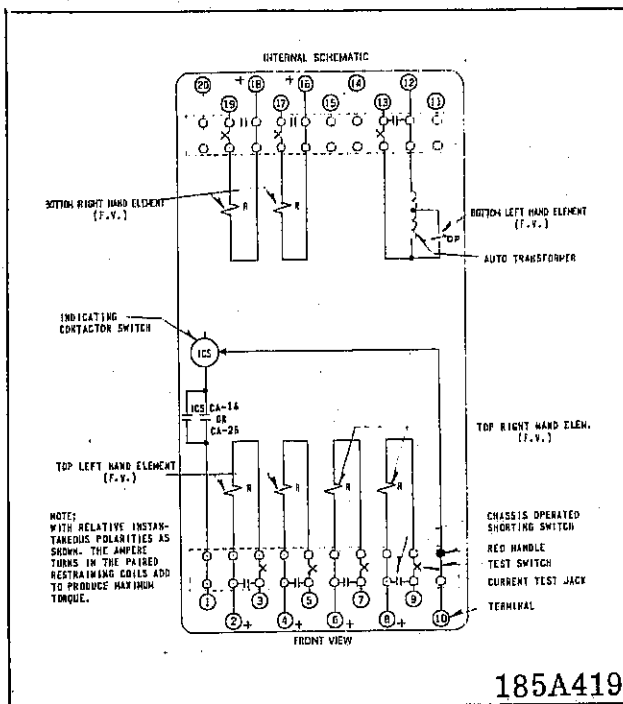 INTERNAL SCHEMATIC
20 + 18 + 16 14 12
19 17 15 13 11
BOTTOM RIGHT HAND ELEMENT
(F.V.)
R R
BOTTOM LEFT HAND ELEMENT
(F.V.)
OP
AUTO TRANSFORMER
INDICATING
CONTACTOR SWITCH
ICS
ICS CA-16
OR
CA-26
TOP RIGHT HAND ELEM.
(F.V.)
TOP LEFT HAND ELEMENT
(F.V.)
R R R R
NOTE:
WITH RELATIVE INSTAN-
TANEOUS POLARITIES AS
SHOWN. THE AMPERE
TURNS IN THE PAIRED
RESTRAINING COILS ADD
TO PRODUCE MAXIMUM
TORQUE.
CHASSIS OPERATED
SHORTING SWITCH
RED HANDLE
TEST SWITCH
CURRENT TEST JACK
TERMINAL
1 3 5 7 9
2 + 4 + 6 + 8 + 10
FRONT VIEW
185A419